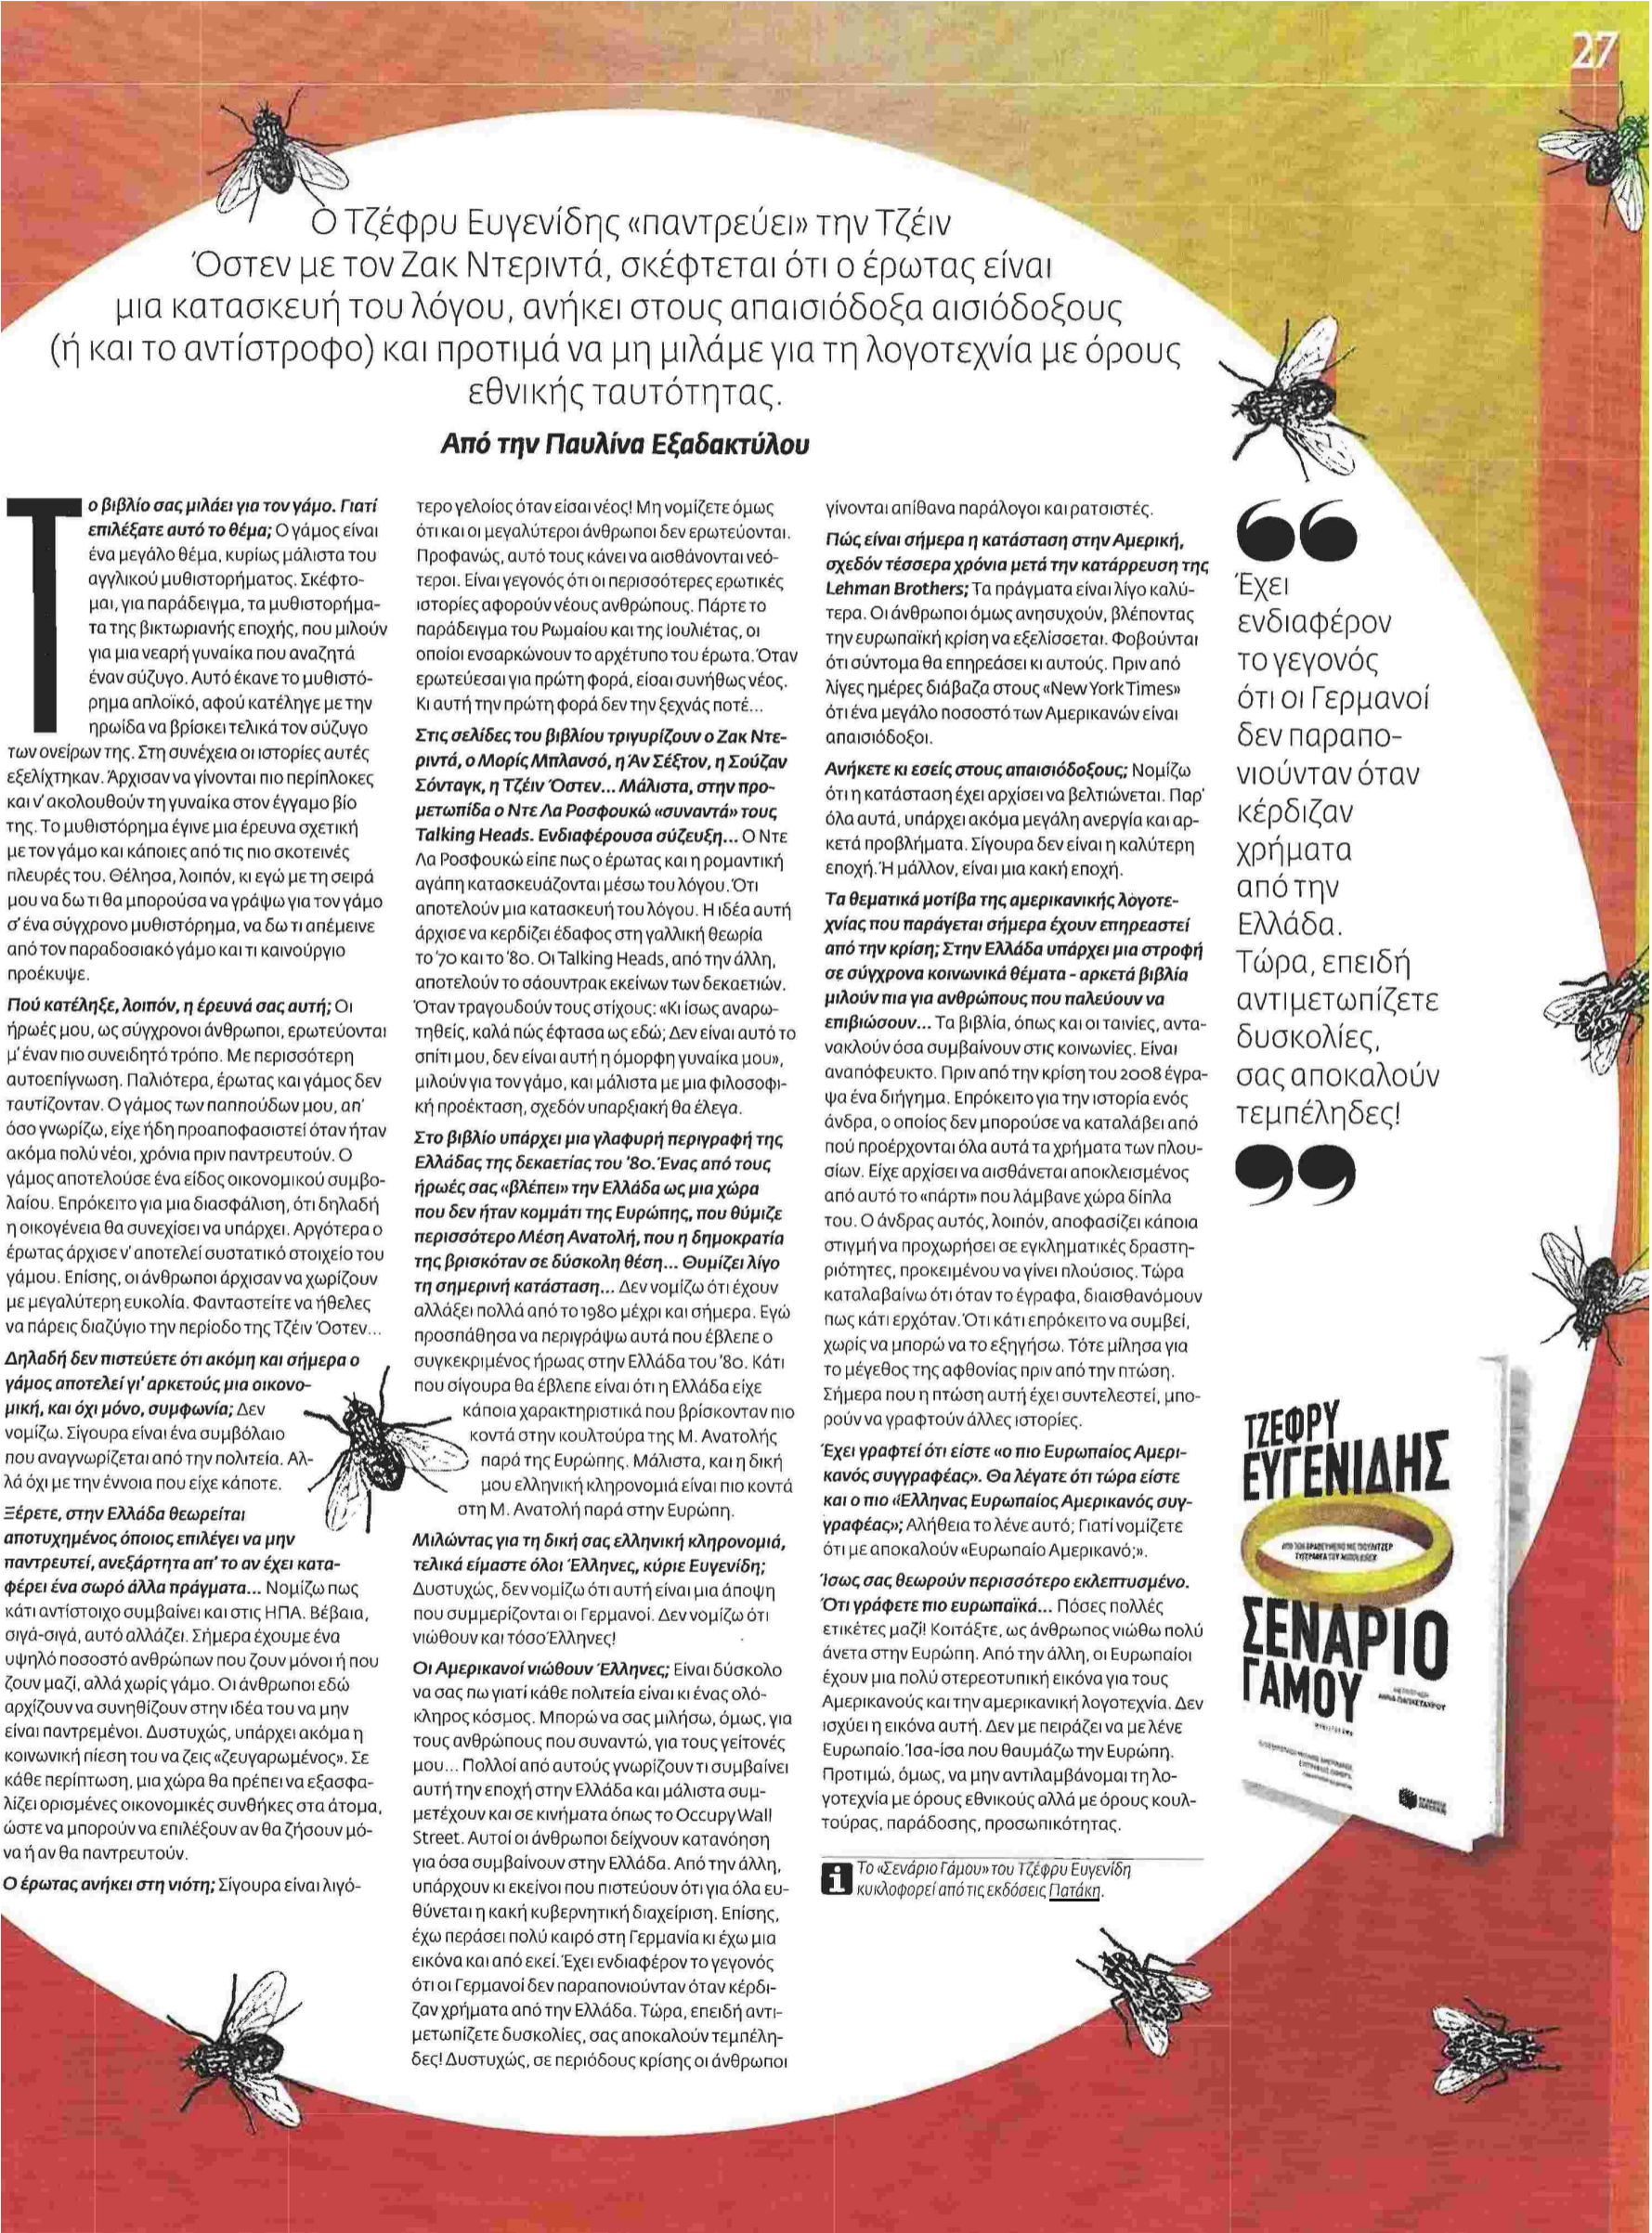 27
Ο Τζέφρυ Ευγενίδης «παντρεύει» την Τζέιν
Όστεν με τον Ζακ Ντεριντά, σκέφτεται ότι ο έρωτας είναι
μια κατασκευή του λόγου, ανήκει στους απαισιόδοξα αισιόδοξους
(ή και το αντίστροφο) και προτιμά να μη μιλάμε για τη λογοτεχνία με όρους
εθνικής ταυτότητας.
Από την Παυλίνα Εξαδακτύλου
Το βιβλίο σας μιλάει για τον γάμο. Γιατί
επιλέξατε αυτό το θέμα; Ο γάμος είναι
ένα μεγάλο θέμα, κυρίως μάλιστα του
αγγλικού μυθιστορήματος. Σκέφτο-
μαι, για παράδειγμα, τα μυθιστορήμα-
τα της βικτωριανής εποχής, που μιλούν
για μια νεαρή γυναίκα που αναζητά
έναν σύζυγο. Αυτό έκανε το μυθιστό-
ρημα απλοϊκό, αφού κατέληγε με την
ηρωίδα να βρίσκει τελικά τον σύζυγο
των ονείρων της. Στη συνέχεια οι ιστορίες αυτές
εξελίχτηκαν. Άρχισαν να γίνονται πιο περίπλοκες
και ν' ακολουθούν τη γυναίκα στον έγγαμο βίο
της. Το μυθιστόρημα έγινε μια έρευνα σχετική
με τον γάμο και κάποιες από τις πιο σκοτεινές
πλευρές του. Θέλησα, λοιπόν, κι εγώ με τη σειρά
μου να δω τι θα μπορούσα να γράψω για τον γάμο
σ' ένα σύγχρονο μυθιστόρημα, να δω τι απέμεινε
από τον παραδοσιακό γάμο και τι καινούργιο
προέκυψε.
Πού κατέληξε, λοιπόν, η έρευνά σας αυτή; Οι
ήρωές μου, ως σύγχρονοι άνθρωποι, ερωτεύονται
μ' έναν πιο συνειδητό τρόπο. Με περισσότερη
αυτοεπίγνωση. Παλιότερα, έρωτας και γάμος δεν
ταυτίζονταν. Ο γάμος των παππούδων μου, απ'
όσο γνωρίζω, είχε ήδη προαποφασιστεί όταν ήταν
ακόμα πολύ νέοι, χρόνια πριν παντρευτούν. Ο
γάμος αποτελούσε ένα είδος οικονομικού συμβο-
λαίου. Επρόκειτο για μια διασφάλιση, ότι δηλαδή
η οικογένεια θα συνεχίσει να υπάρχει. Αργότερα ο
έρωτας άρχισε ν' αποτελεί συστατικό στοιχείο του
γάμου. Επίσης, οι άνθρωποι άρχισαν να χωρίζουν
με μεγαλύτερη ευκολία. Φανταστείτε να ήθελες
να πάρεις διαζύγιο την περίοδο της Τζέιν Όστεν...
Δηλαδή δεν πιστεύετε ότι ακόμη και σήμερα ο
γάμος αποτελεί γι' αρκετούς μια οικονο-
μική, και όχι μόνο, συμφωνία; Δεν
νομίζω. Σίγουρα είναι ένα συμβόλαιο
που αναγνωρίζεται από την πολιτεία. Αλ-
λά όχι με την έννοια που είχε κάποτε.
Ξέρετε, στην Ελλάδα θεωρείται
αποτυχημένος όποιος επιλέγει να μην
παντρευτεί, ανεξάρτητα απ' το αν έχει κατα-
φέρει ένα σωρό άλλα πράγματα... Νομίζω πως
κάτι αντίστοιχο συμβαίνει και στις ΗΠΑ. Βέβαια,
σιγά-σιγά, αυτό αλλάζει. Σήμερα έχουμε ένα
υψηλό ποσοστό ανθρώπων που ζουν μόνοι ή που
ζουν μαζί, αλλά χωρίς γάμο. Οι άνθρωποι εδώ
αρχίζουν να συνηθίζουν στην ιδέα του να μην
είναι παντρεμένοι. Δυστυχώς, υπάρχει ακόμα η
κοινωνική πίεση του να ζεις «ζευγαρωμένος». Σε
κάθε περίπτωση, μια χώρα θα πρέπει να εξασφα-
λίζει ορισμένες οικονομικές συνθήκες στα άτομα,
ώστε να μπορούν να επιλέξουν αν θα ζήσουν μό-
να ή αν θα παντρευτούν.
Ο έρωτας ανήκει στη νιότη; Σίγουρα είναι λιγό-
τερο γελοίος όταν είσαι νέος! Μη νομίζετε όμως
ότι και οι μεγαλύτεροι άνθρωποι δεν ερωτεύονται.
Προφανώς, αυτό τους κάνει να αισθάνονται νεό-
τεροι. Είναι γεγονός ότι οι περισσότερες ερωτικές
ιστορίες αφορούν νέους ανθρώπους. Πάρτε το
παράδειγμα του Ρωμαίου και της Ιουλιέτας, οι
οποίοι ενσαρκώνουν το αρχέτυπο του έρωτα. Όταν
ερωτεύεσαι για πρώτη φορά, είσαι συνήθως νέος.
Κι αυτή την πρώτη φορά δεν την ξεχνάς ποτέ...
Στις σελίδες του βιβλίου τριγυρίζουν ο Ζακ Ντε-
ριντά, ο Μορίς Μπλανσό, η Άν Σέξτον, η Σούζαν
Σόνταγκ, η Τζέιν Όστεν... Μάλιστα, στην προ-
μετωπίδα ο Ντε Λα Ροσφουκώ «συναντά» τους
Talking Heads. Ενδιαφέρουσα σύζευξη... Ο Ντε
Λα Ροσφουκώ είπε πως ο έρωτας και η ρομαντική
αγάπη κατασκευάζονται μέσω του λόγου. Ότι
αποτελούν μια κατασκευή του λόγου. Η ιδέα αυτή
άρχισε να κερδίζει έδαφος στη γαλλική θεωρία
το '70 και το '80. Οι Talking Heads, από την άλλη,
αποτελούν το σάουντρακ εκείνων των δεκαετιών.
Όταν τραγουδούν τους στίχους: «Κι ίσως αναρω-
τηθείς, καλά πώς έφτασα ως εδώ; Δεν είναι αυτό το
σπίτι μου, δεν είναι αυτή η όμορφη γυναίκα μου»,
μιλούν για τον γάμο, και μάλιστα με μια φιλοσοφι-
κή προέκταση, σχεδόν υπαρξιακή θα έλεγα.
Στο βιβλίο υπάρχει μια γλαφυρή περιγραφή της
Ελλάδας της δεκαετίας του '80. Ένας από τους
ήρωές σας «βλέπει» την Ελλάδα ως μια χώρα
που δεν ήταν κομμάτι της Ευρώπης, που θύμιζε
περισσότερο Μέση Ανατολή, που η δημοκρατία
της βρισκόταν σε δύσκολη θέση... Θυμίζει λίγο
τη σημερινή κατάσταση... Δεν νομίζω ότι έχουν
αλλάξει πολλά από το 1980 μέχρι και σήμερα. Εγώ
προσπάθησα να περιγράψω αυτά που έβλεπε ο
συγκεκριμένος ήρωας στην Ελλάδα του '80. Κάτι
που σίγουρα θα έβλεπε είναι ότι η Ελλάδα είχε
κάποια χαρακτηριστικά που βρίσκονταν πιο
κοντά στην κουλτούρα της Μ. Ανατολής
παρά της Ευρώπης. Μάλιστα, και η δική
μου ελληνική κληρονομιά είναι πιο κοντά
στη Μ. Ανατολή παρά στην Ευρώπη.
Μιλώντας για τη δική σας ελληνική κληρονομιά,
τελικά είμαστε όλοι Έλληνες, κύριε Ευγενίδη;
Δυστυχώς, δεν νομίζω ότι αυτή είναι μια άποψη
που συμμερίζονται οι Γερμανοί. Δεν νομίζω ότι
νιώθουν και τόσο Έλληνες!
Οι Αμερικανοί νιώθουν Έλληνες; Είναι δύσκολο
να σας πω γιατί κάθε πολιτεία είναι κι ένας ολό-
κληρος κόσμος. Μπορώ να σας μιλήσω, όμως, για
τους ανθρώπους που συναντώ, για τους γείτονές
μου... Πολλοί από αυτούς γνωρίζουν τι συμβαίνει
αυτή την εποχή στην Ελλάδα και μάλιστα συμ-
μετέχουν και σε κινήματα όπως το Occupy Wall
Street. Αυτοί οι άνθρωποι δείχνουν κατανόηση
για όσα συμβαίνουν στην Ελλάδα. Από την άλλη,
υπάρχουν κι εκείνοι που πιστεύουν ότι για όλα ευ-
θύνεται η κακή κυβερνητική διαχείριση. Επίσης,
έχω περάσει πολύ καιρό στη Γερμανία κι έχω μια
εικόνα και από εκεί. Έχει ενδιαφέρον το γεγονός
ότι οι Γερμανοί δεν παραπονιούνταν όταν κέρδι-
ζαν χρήματα από την Ελλάδα. Τώρα, επειδή αντι-
μετωπίζετε δυσκολίες, σας αποκαλούν τεμπέλη-
δες! Δυστυχώς, σε περιόδους κρίσης οι άνθρωποι
γίνονται απίθανα παράλογοι και ρατσιστές.
Πώς είναι σήμερα η κατάσταση στην Αμερική,
σχεδόν τέσσερα χρόνια μετά την κατάρρευση της
Lehman Brothers; Τα πράγματα είναι λίγο καλύ-
τερα. Οι άνθρωποι όμως ανησυχούν, βλέποντας
την ευρωπαϊκή κρίση να εξελίσσεται. Φοβούνται
ότι σύντομα θα επηρεάσει κι αυτούς. Πριν από
λίγες ημέρες διάβαζα στους «New York Times»
ότι ένα μεγάλο ποσοστό των Αμερικανών είναι
απαισιόδοξοι.
Ανήκετε κι εσείς στους απαισιόδοξους; Νομίζω
ότι η κατάσταση έχει αρχίσει να βελτιώνεται. Παρ'
όλα αυτά, υπάρχει ακόμα μεγάλη ανεργία και αρ-
κετά προβλήματα. Σίγουρα δεν είναι η καλύτερη
εποχή. Ή μάλλον, είναι μια κακή εποχή.
Τα θεματικά μοτίβα της αμερικανικής λογοτε-
χνίας που παράγεται σήμερα έχουν επηρεαστεί
από την κρίση; Στην Ελλάδα υπάρχει μια στροφή
σε σύγχρονα κοινωνικά θέματα - αρκετά βιβλία
μιλούν πια για ανθρώπους που παλεύουν να
επιβιώσουν... Τα βιβλία, όπως και οι ταινίες, αντα-
νακλούν όσα συμβαίνουν στις κοινωνίες. Είναι
αναπόφευκτο. Πριν από την κρίση του 2008 έγρα-
ψα ένα διήγημα. Επρόκειτο για την ιστορία ενός
άνδρα, ο οποίος δεν μπορούσε να καταλάβει από
πού προέρχονται όλα αυτά τα χρήματα των πλου-
σίων. Είχε αρχίσει να αισθάνεται αποκλεισμένος
από αυτό το «πάρτι» που λάμβανε χώρα δίπλα
του. Ο άνδρας αυτός, λοιπόν, αποφασίζει κάποια
στιγμή να προχωρήσει σε εγκληματικές δραστη-
ριότητες, προκειμένου να γίνει πλούσιος. Τώρα
καταλαβαίνω ότι όταν το έγραφα, διαισθανόμουν
πως κάτι ερχόταν. Ότι κάτι επρόκειτο να συμβεί,
χωρίς να μπορώ να το εξηγήσω. Τότε μίλησα για
το μέγεθος της αφθονίας πριν από την πτώση.
Σήμερα που η πτώση αυτή έχει συντελεστεί, μπο-
ρούν να γραφτούν άλλες ιστορίες.
Έχει γραφτεί ότι είστε «ο πιο Ευρωπαίος Αμερι-
κανός συγγραφέας». Θα λέγατε ότι τώρα είστε
και ο πιο «Έλληνας Ευρωπαίος Αμερικανός συγ-
γραφέας»; Αλήθεια το λένε αυτό; Γιατί νομίζετε
ότι με αποκαλούν «Ευρωπαίο Αμερικανό;».
Ίσως σας θεωρούν περισσότερο εκλεπτυσμένο.
Ότι γράφετε πιο ευρωπαϊκά... Πόσες πολλές
ετικέτες μαζί! Κοιτάξτε, ως άνθρωπος νιώθω πολύ
άνετα στην Ευρώπη. Από την άλλη, οι Ευρωπαίοι
έχουν μια πολύ στερεοτυπική εικόνα για τους
Αμερικανούς και την αμερικανική λογοτεχνία. Δεν
ισχύει η εικόνα αυτή. Δεν με πειράζει να με λένε
Ευρωπαίο. Ίσα-ίσα που θαυμάζω την Ευρώπη.
Προτιμώ, όμως, να μην αντιλαμβάνομαι τη λο-
γοτεχνία με όρους εθνικούς αλλά με όρους κουλ-
τούρας, παράδοσης, προσωπικότητας.
i Το «Σενάριο Γάμου» του Τζέφρυ Ευγενίδη
κυκλοφορεί από τις εκδόσεις Πατάκη.
“
Έχει
ενδιαφέρον
το γεγονός
ότι οι Γερμανοί
δεν παραπο-
νιούνταν όταν
κέρδιζαν
χρήματα
από την
Ελλάδα.
Τώρα, επειδή
αντιμετωπίζετε
δυσκολίες,
σας αποκαλούν
τεμπέληδες!
”
ΤΖΕΦΡΥ
ΕΥΓΕΝΙΔΗΣ
ΑΠΟ ΤΟΝ ΒΡΑΒΕΥΜΕΝΟ ΜΕ ΠΟΥΛΙΤΖΕΡ
ΣΥΓΓΡΑΦΕΑ ΤΟΥ MIDDLESEX
ΣΕΝΑΡΙΟ
ΓΑΜΟΥ